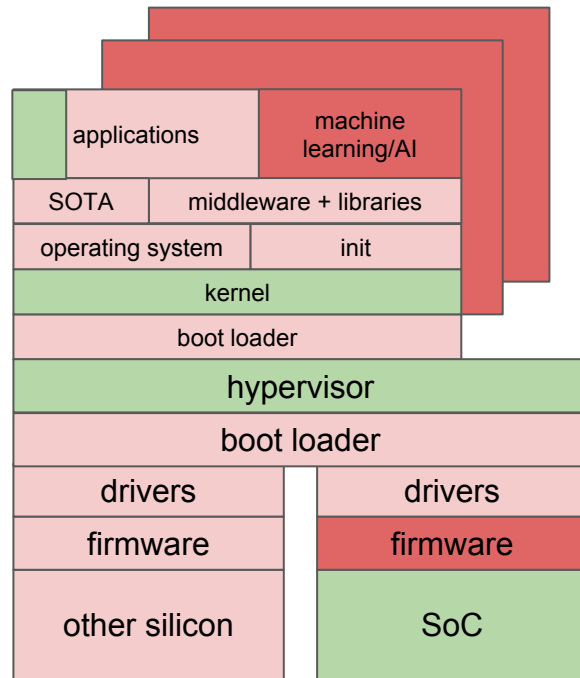 applications
machine
learning/AI
SOTA
middleware + libraries
operating system
init
kernel
boot loader
hypervisor
boot loader
drivers
drivers
firmware
firmware
other silicon
SoC